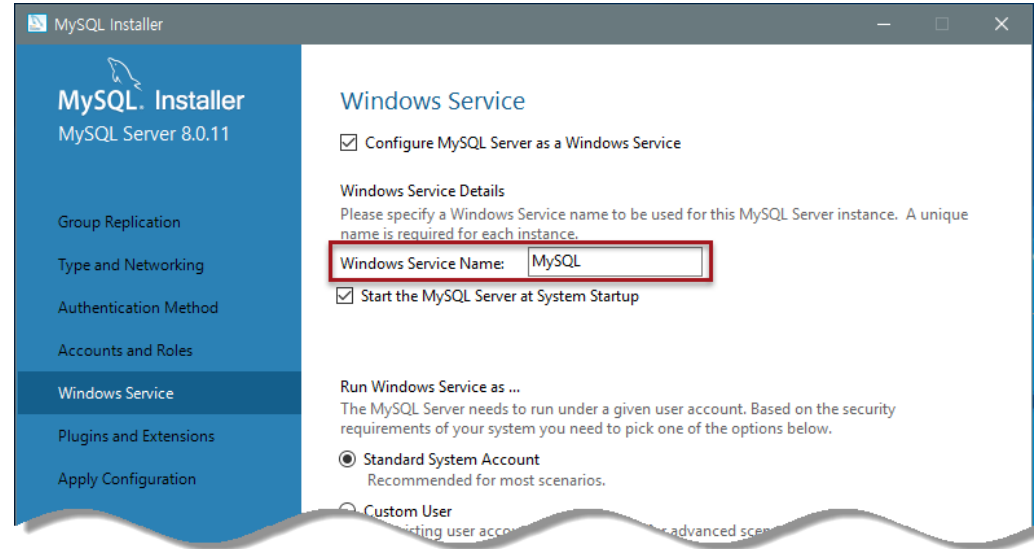 MySQL Installer
MySQL. Installer
MySQL Server 8.0.11
Group Replication
Type and Networking
Authentication Method
Accounts and Roles
Windows Service
Plugins and Extensions
Apply Configuration
Windows Service
Configure MySQL Server as a Windows Service
Windows Service Details
Please specify a Windows Service name to be used for this MySQL Server instance. A unique
name is required for each instance.
Windows Service Name: MySQL
Start the MySQL Server at System Startup
Run Windows Service as ...
The MySQL Server needs to run under a given user account. Based on the security
requirements of your system you need to pick one of the options below.
Standard System Account
Recommended for most scenarios.
Custom User
user advanced